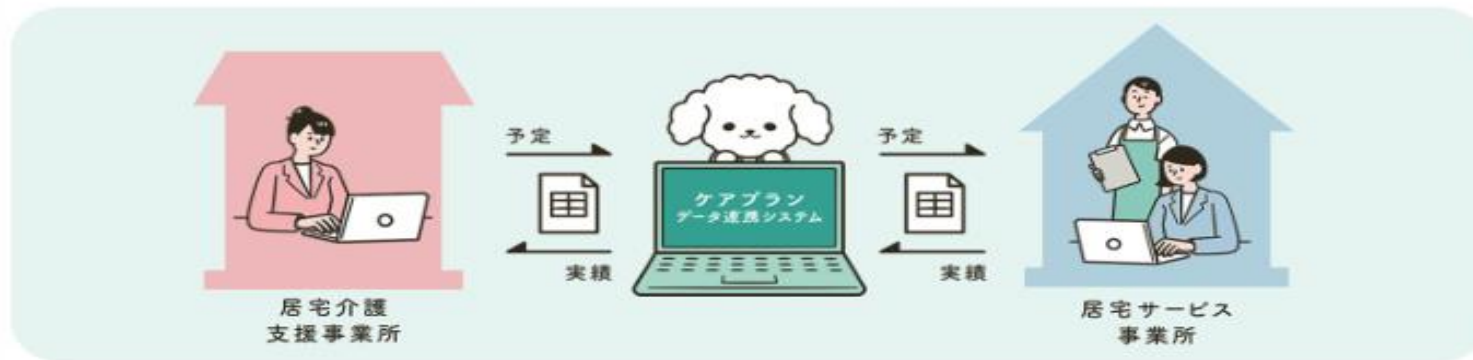 予定
実績
ケアプラン
データ連携システム
予定
実績
居宅介護
支援事業所
居宅サービス
事業所